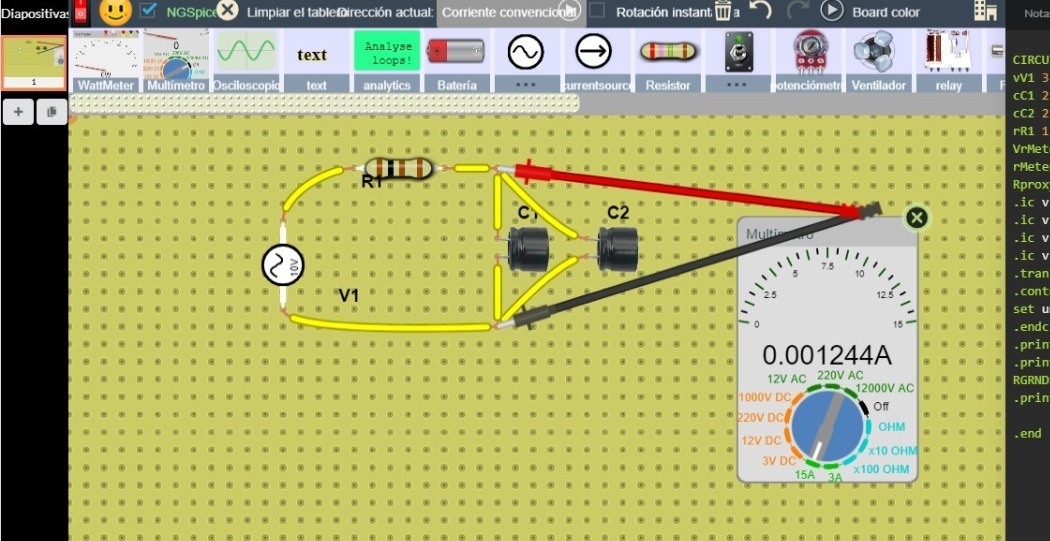 Diapositivas
NGSpice
Limpiar el tablero
Dirección actual:
Corriente convencional
Rotación instant
a
Board color
Notas
WattMeter
Multímetro
Osciloscopio
text
text
Analyse
loops!
analytics
Batería
...
currentsource
Resistor
...
potenciómetro
Ventilador
relay
1
+
R1
C1
C2
V1
10V
Multímetro
0
2.5
5
7.5
10
12.5
15
0.001244A
12V AC
220V AC
1000V DC
12000V AC
Off
220V DC
OHM
12V DC
x10 OHM
3V DC
x100 OHM
15A
3A
CIRCU
vV1 3
cC1 2
cC2 2
rR1 1
VrMet
rMete
Rprox
.ic v
.ic v
.ic v
.tran
.cont
set u
.endc
.prin
.prin
RGRND
.prin
.end